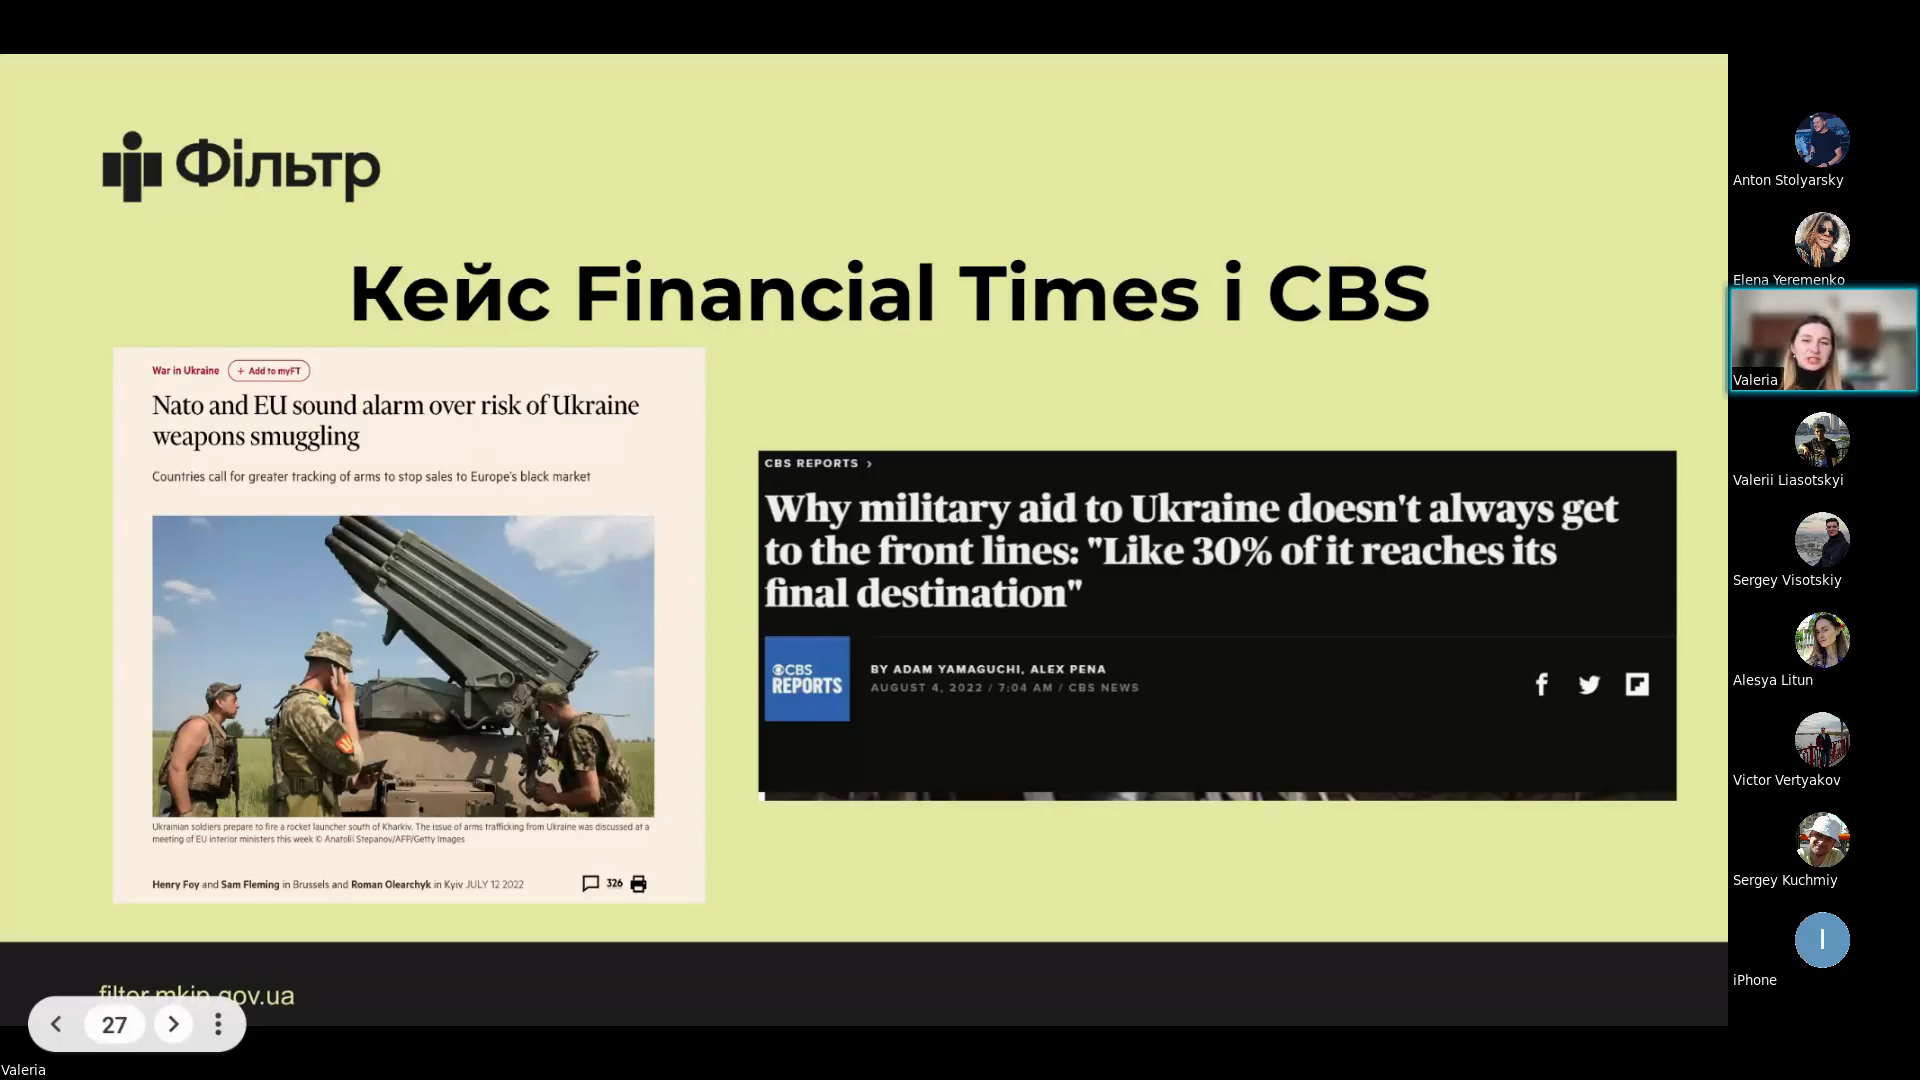 Фільтр
Кейс Financial Times і CBS
War in Ukraine
+ Add to myFT
Nato and EU sound alarm over risk of Ukraine
weapons smuggling
Countries call for greater tracking of arms to stop sales to Europe's black market
Ukrainian soldiers prepare to fire a rocket launcher south of Kharkiv. The issue of arms trafficking from Ukraine was discussed at a
meeting of EU interior ministers this week © Anatolii Stepanov/AFP/Getty Images
Henry Foy and Sam Fleming in Brussels and Roman Olearchyk in Kyiv JULY 12 2022
326
CBS REPORTS >
Why military aid to Ukraine doesn't always get
to the front lines: "Like 30% of it reaches its
final destination"
CBS
REPORTS
BY ADAM YAMAGUCHI, ALEX PENA
AUGUST 4, 2022 / 7:04 AM / CBS NEWS
filter.mkip.gov.ua
27
Valeria
Anton Stolyarsky
Elena Yeremenko
Valeria
Valerii Liasotskyi
Sergey Visotskiy
Alesya Litun
Victor Vertyakov
Sergey Kuchmiy
I
iPhone